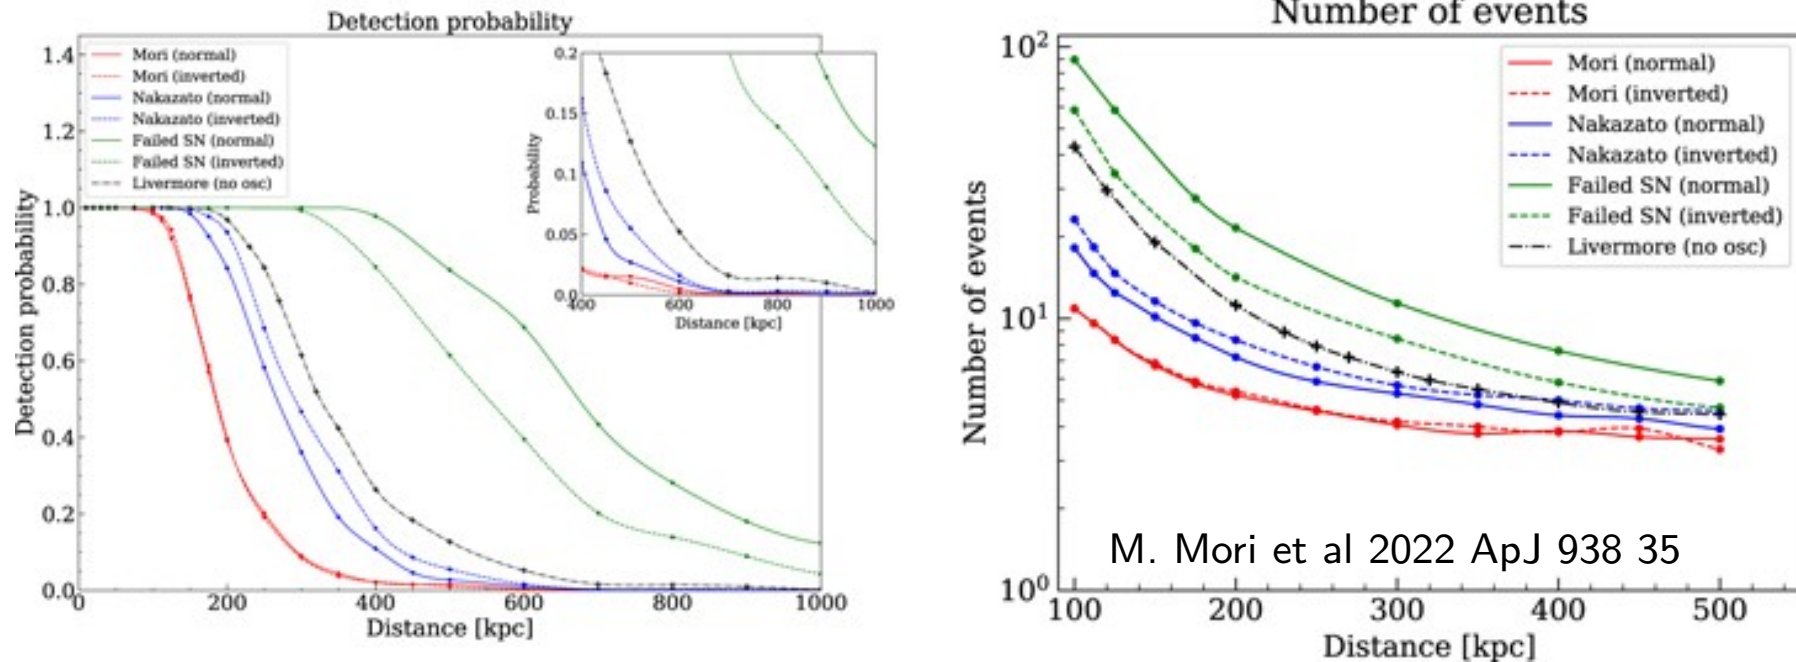 Detection probability
1.4
1.2
1.0
0.8
0.6
0.4
0.2
0.0
Detection probability
Mori (normal)
Mori (inverted)
Nakazato (normal)
Nakazato (inverted)
Failed SN (normal)
Failed SN (inverted)
Livermore (no osc)
0.2
0.15
0.1
0.05
0.0
Probability
400 600 800 1000
Distance [kpc]
0 200 400 600 800 1000
Distance [kpc]
Number of events
10²
10¹
10⁰
Number of events
Mori (normal)
Mori (inverted)
Nakazato (normal)
Nakazato (inverted)
Failed SN (normal)
Failed SN (inverted)
Livermore (no osc)
M. Mori et al 2022 ApJ 938 35
100 200 300 400 500
Distance [kpc]